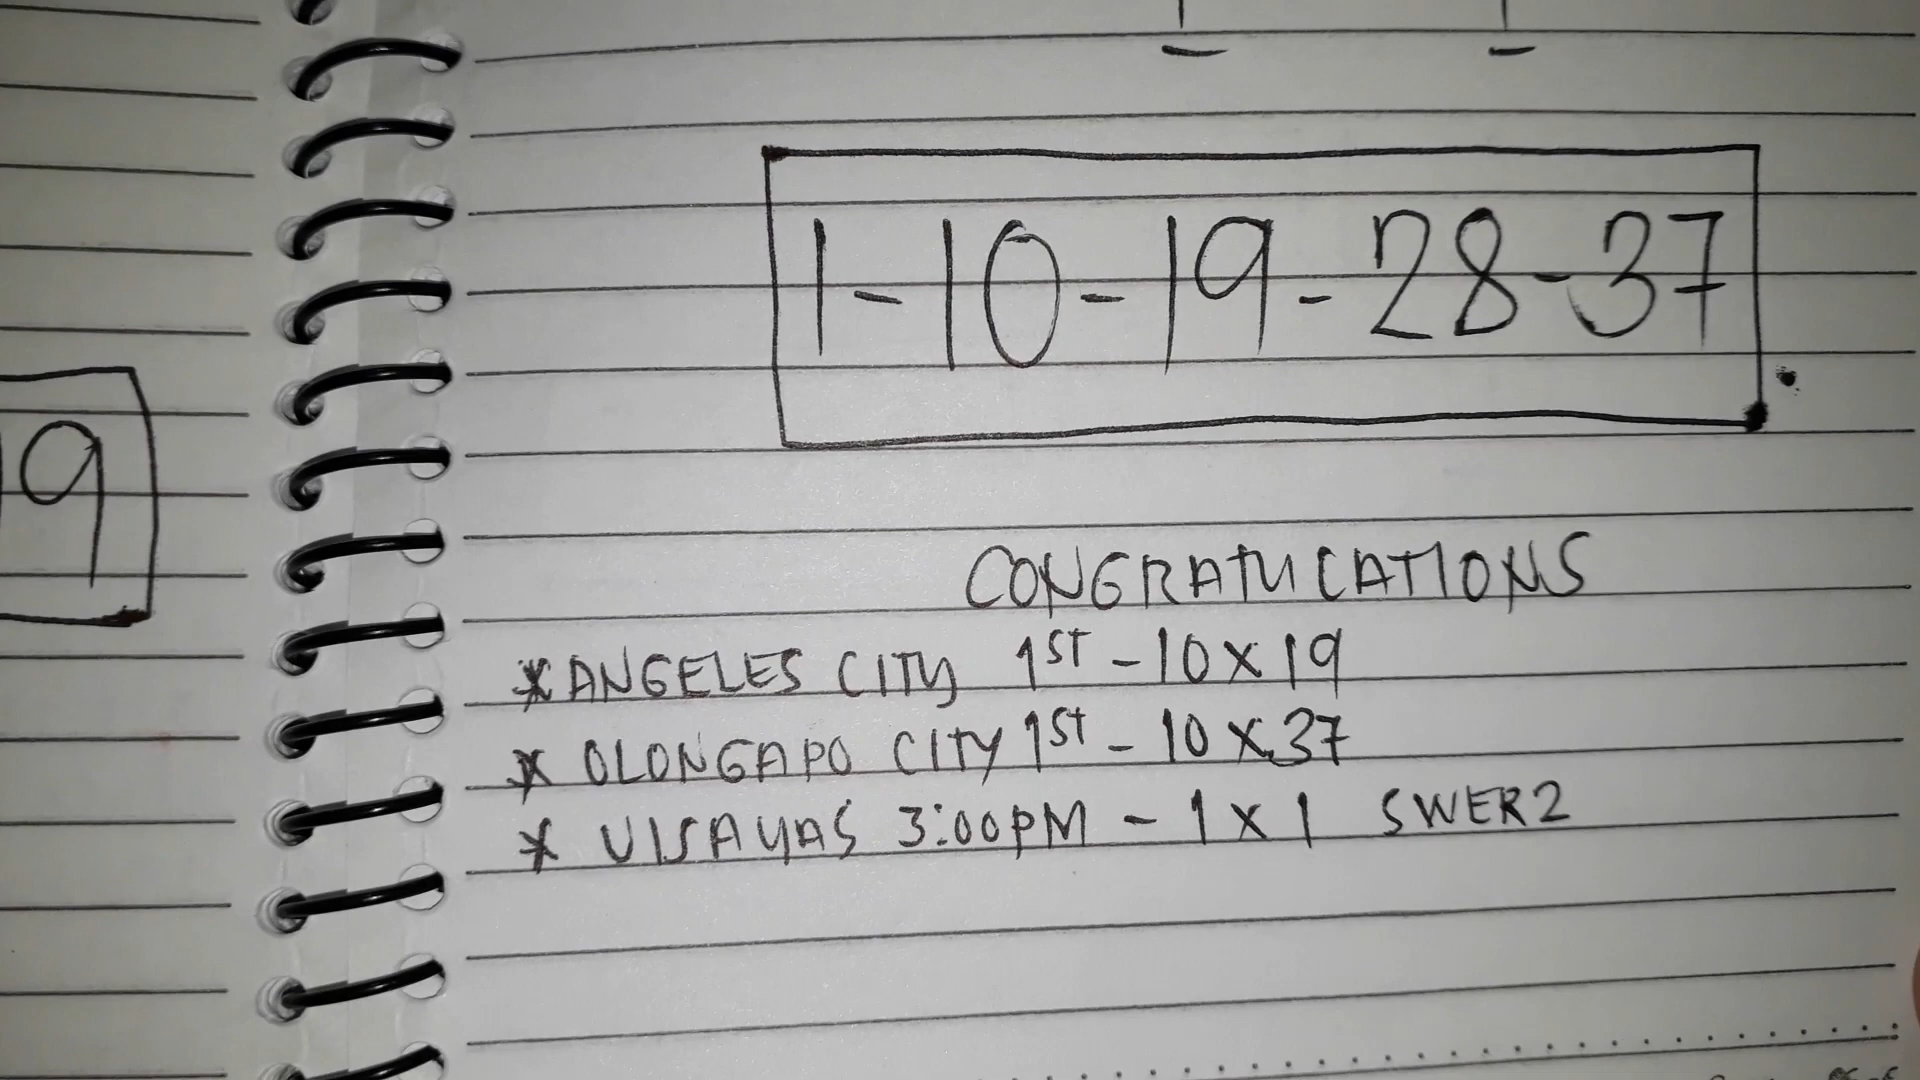 1-10-19-28-37
9
CONGRATULATIONS
*ANGELES CITY 1ST - 10 X 19
* OLONGAPO CITY 1st - 10 X 37
* VISAYAS 3:00PM - 1 X 1 SWER2